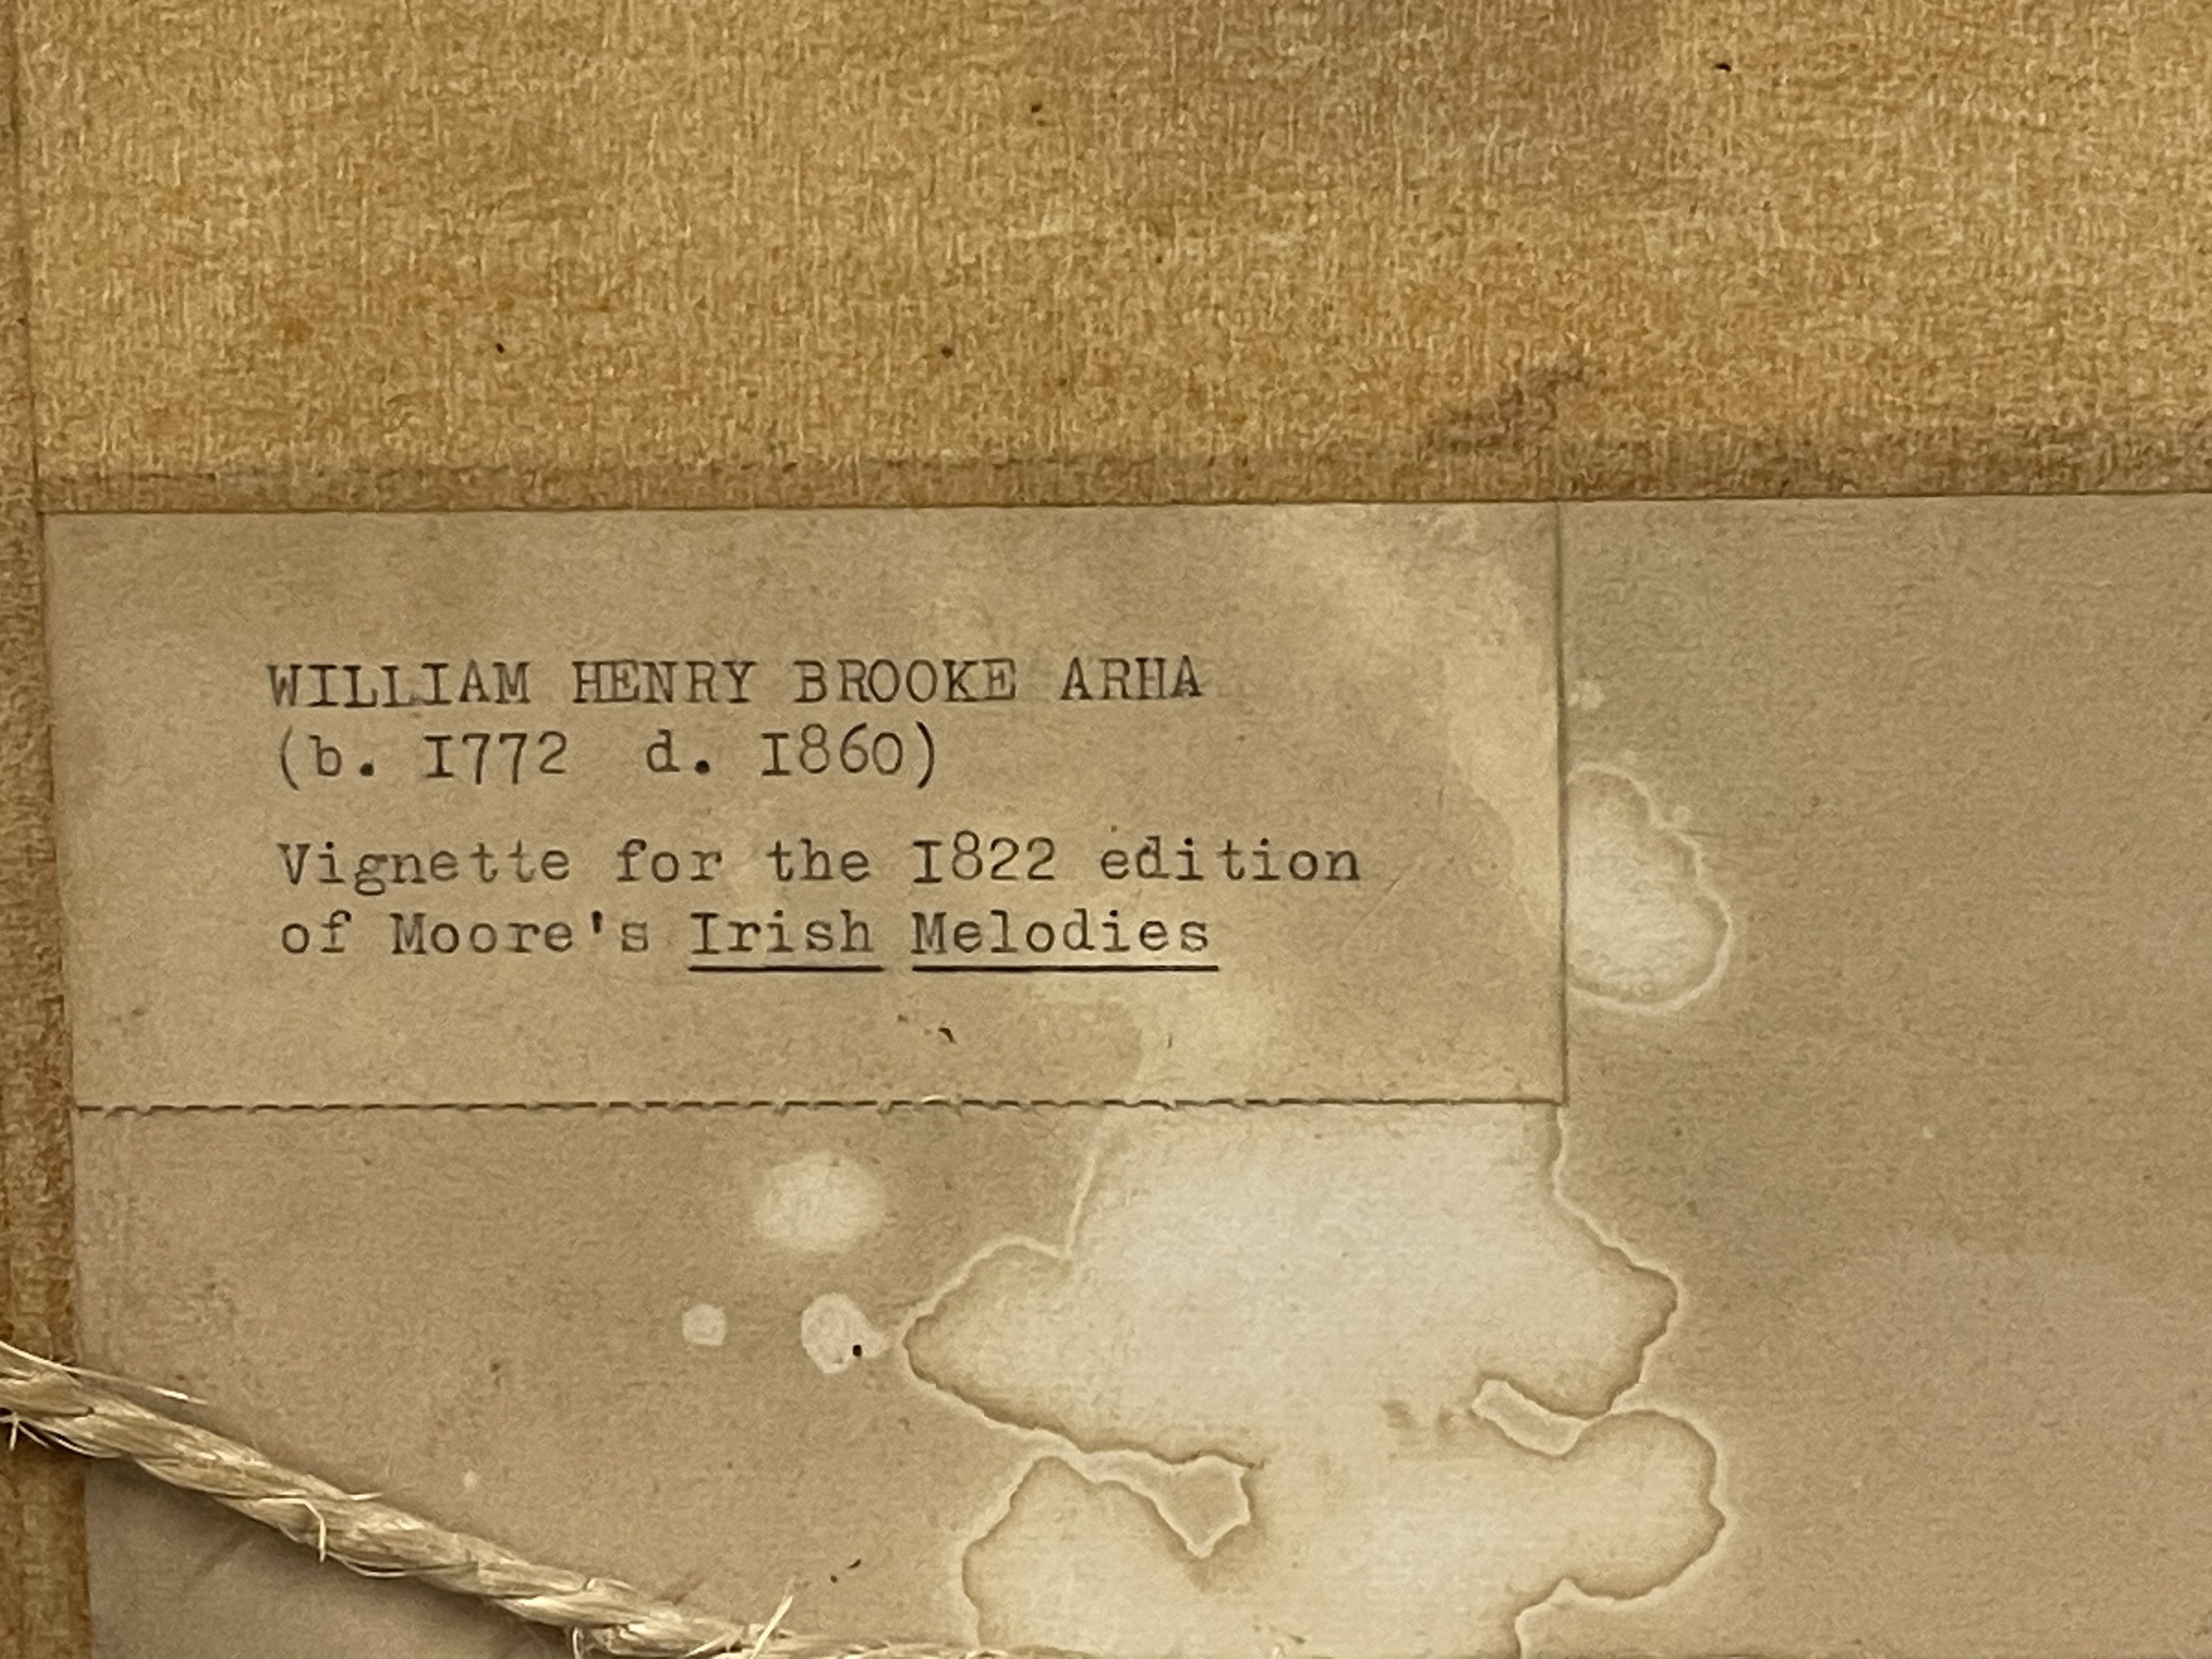 WILLIAM HENRY BROOKE ARHA
(b. I772 d. I860)
Vignette for the I822 edition
of Moore's Irish Melodies